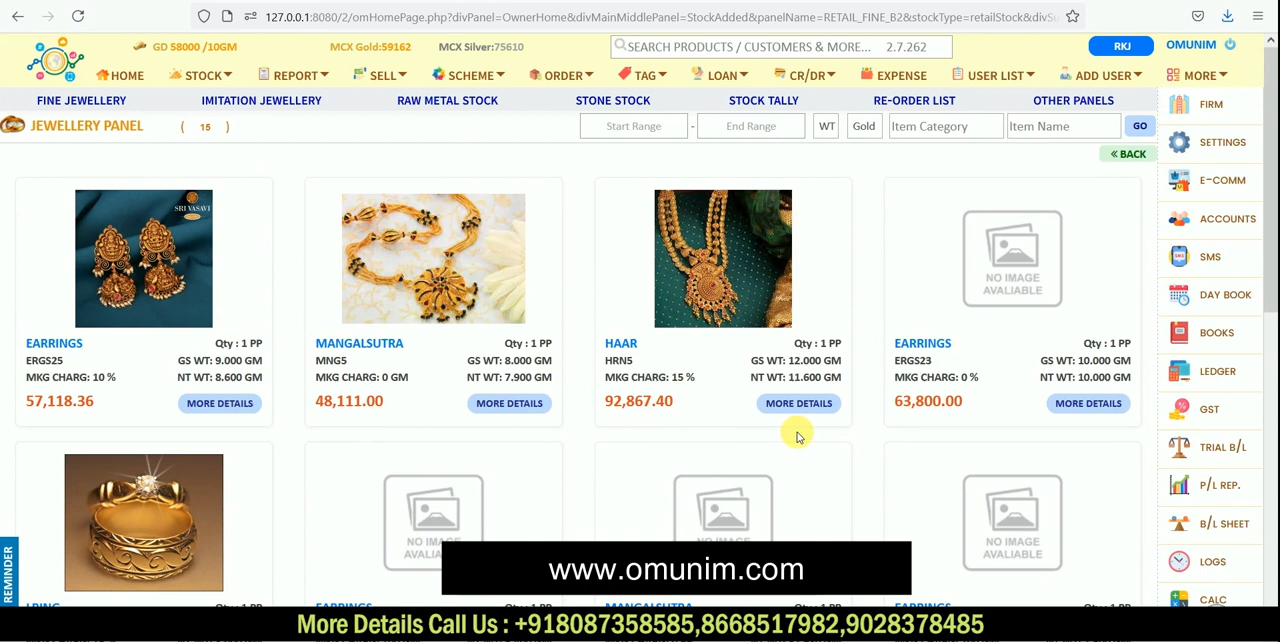 127.0.0.1:8080/2/omHomePage.php?divPanel=OwnerHome&divMainMiddlePanel=StockAdded&panelName=RETAIL_FINE_B2&stockType=retailStock&divSu
GD 58000 /10GM MCX Gold:59162 MCX Silver:75610 SEARCH PRODUCTS / CUSTOMERS & MORE... 2.7.262 RKJ OMUNIM
HOME STOCK REPORT SELL SCHEME ORDER TAG LOAN CR/DR EXPENSE USER LIST ADD USER MORE
FINE JEWELLERY IMITATION JEWELLERY RAW METAL STOCK STONE STOCK STOCK TALLY RE-ORDER LIST OTHER PANELS
JEWELLERY PANEL ( 15 ) Start Range - End Range WT Gold Item Category Item Name GO
« BACK
SRI VASAVI
NO IMAGE
AVALIABLE
EARRINGS Qty : 1 PP
ERGS25 GS WT: 9.000 GM
MKG CHARG: 10 % NT WT: 8.600 GM
57,118.36 MORE DETAILS
MANGALSUTRA Qty : 1 PP
MNG5 GS WT: 8.000 GM
MKG CHARG: 0 GM NT WT: 7.900 GM
48,111.00 MORE DETAILS
HAAR Qty : 1 PP
HRN5 GS WT: 12.000 GM
MKG CHARG: 15 % NT WT: 11.600 GM
92,867.40 MORE DETAILS
EARRINGS Qty : 1 PP
ERGS23 GS WT: 10.000 GM
MKG CHARG: 0 % NT WT: 10.000 GM
63,800.00 MORE DETAILS
NO IMAGE
AVALIABLE
FIRM
SETTINGS
E-COMM
ACCOUNTS
SMS
DAY BOOK
BOOKS
LEDGER
GST
TRIAL B/L
P/L REP.
B/L SHEET
LOGS
CALC
REMINDER
www.omunim.com
More Details Call Us : +918087358585,8668517982,9028378485